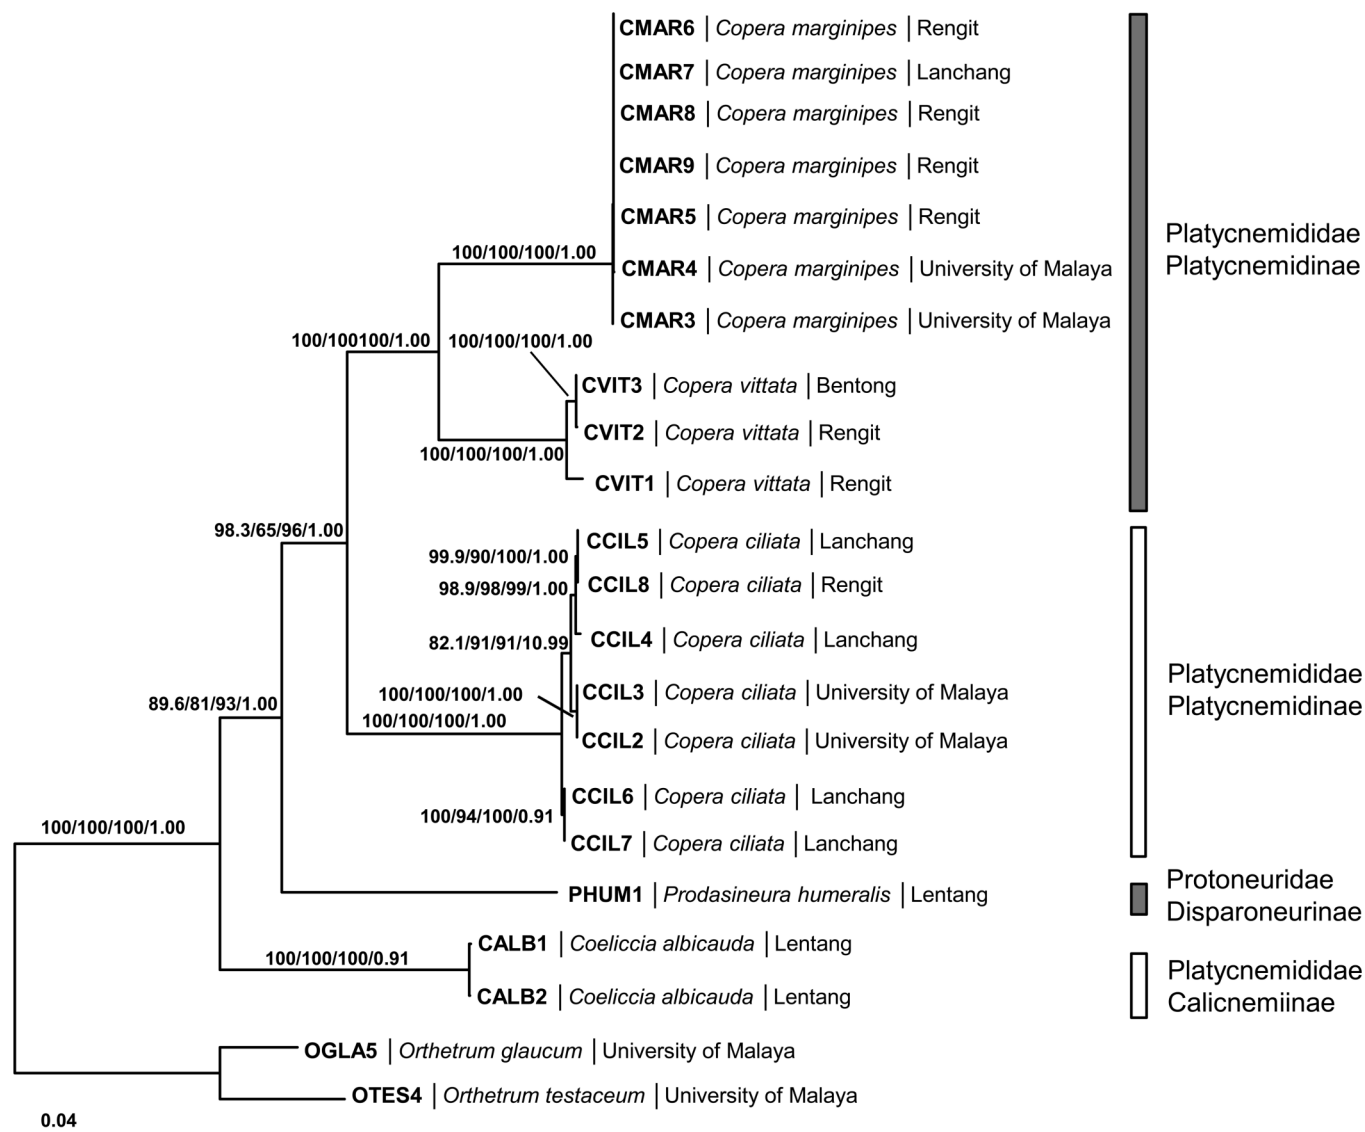 CMAR6 | Copera marginipes | Rengit
CMAR7 | Copera marginipes | Lanchang
CMAR8 | Copera marginipes | Rengit
CMAR9 | Copera marginipes | Rengit
CMAR5 | Copera marginipes | Rengit
Platycnemididae
Platycnemidinae
100/100/100/1.00
CMAR4 | Copera marginipes | University of Malaya
CMAR3 | Copera marginipes | University of Malaya
100/100100/1.00
100/100/100/1.00
CVIT3 | Copera vittata | Bentong
CVIT2 | Copera vittata | Rengit
100/100/100/1.00
CVIT1 | Copera vittata | Rengit
98.3/65/96/1.00
CCIL5 | Copera ciliata | Lanchang
99.9/90/100/1.00
CCIL8 | Copera ciliata | Rengit
98.9/98/99/1.00
CCIL4 | Copera ciliata | Lanchang
82.1/91/91/10.99
Platycnemididae
Platycnemidinae
100/100/100/1.00
CCIL3 | Copera ciliata | University of Malaya
89.6/81/93/1.00
100/100/100/1.00
CCIL2 | Copera ciliata | University of Malaya
CCIL6 | Copera ciliata | Lanchang
100/94/100/0.91
100/100/100/1.00
CCIL7 | Copera ciliata | Lanchang
PHUM1 | Prodasineura humeralis | Lentang
Protoneuridae
Disparoneurinae
CALB1 | Coeliccia albicauda | Lentang
100/100/100/0.91
CALB2 | Coeliccia albicauda | Lentang
Platycnemididae
Calicnemiinae
OGLA5 | Orthetrum glaucum | University of Malaya
OTES4 | Orthetrum testaceum | University of Malaya
0.04